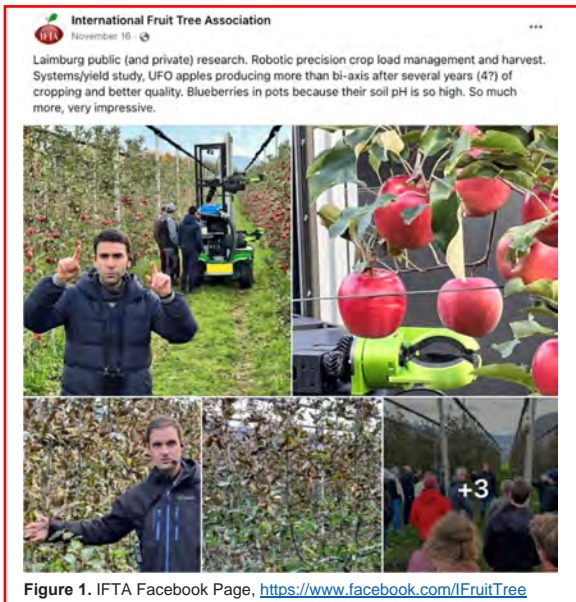 International Fruit Tree Association
IFTA
November 16 ·
Laimburg public (and private) research. Robotic precision crop load management and harvest.
Systems/yield study, UFO apples producing more than bi-axis after several years (4?) of
cropping and better quality. Blueberries in pots because their soil pH is so high. So much
more, very impressive.
+3
Figure 1. IFTA Facebook Page, https://www.facebook.com/IFruitTree